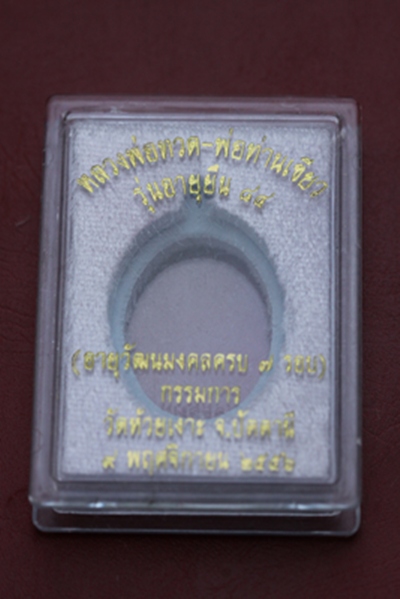 หลวงพ่อทวด-พ่อท่านเขียว
รุ่นอายุยืน ๘๔
(อายุวัฒนมงคลครบ ๗ รอบ)
กรรมการ
วัดห้วยเงาะ จ.ปัตตานี
๙ พฤศจิกายน ๒๕๕๖